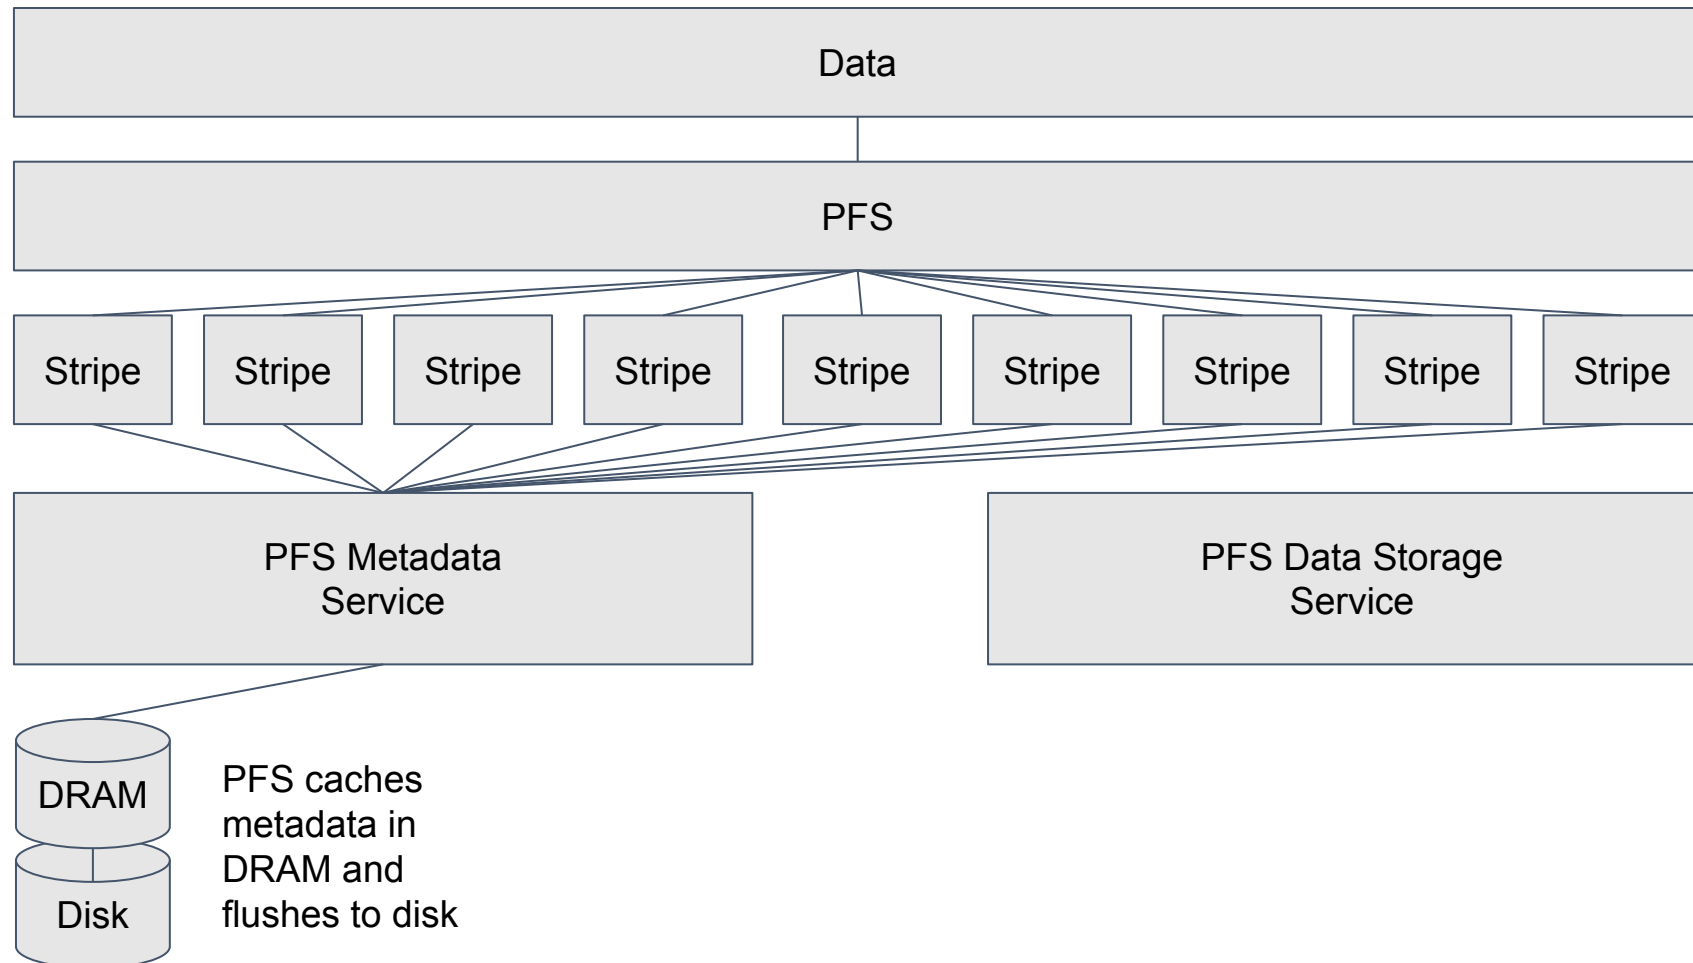 Data
PFS
Stripe Stripe Stripe Stripe Stripe Stripe Stripe Stripe Stripe
PFS Metadata
Service
PFS Data Storage
Service
DRAM
Disk
PFS caches
metadata in
DRAM and
flushes to disk